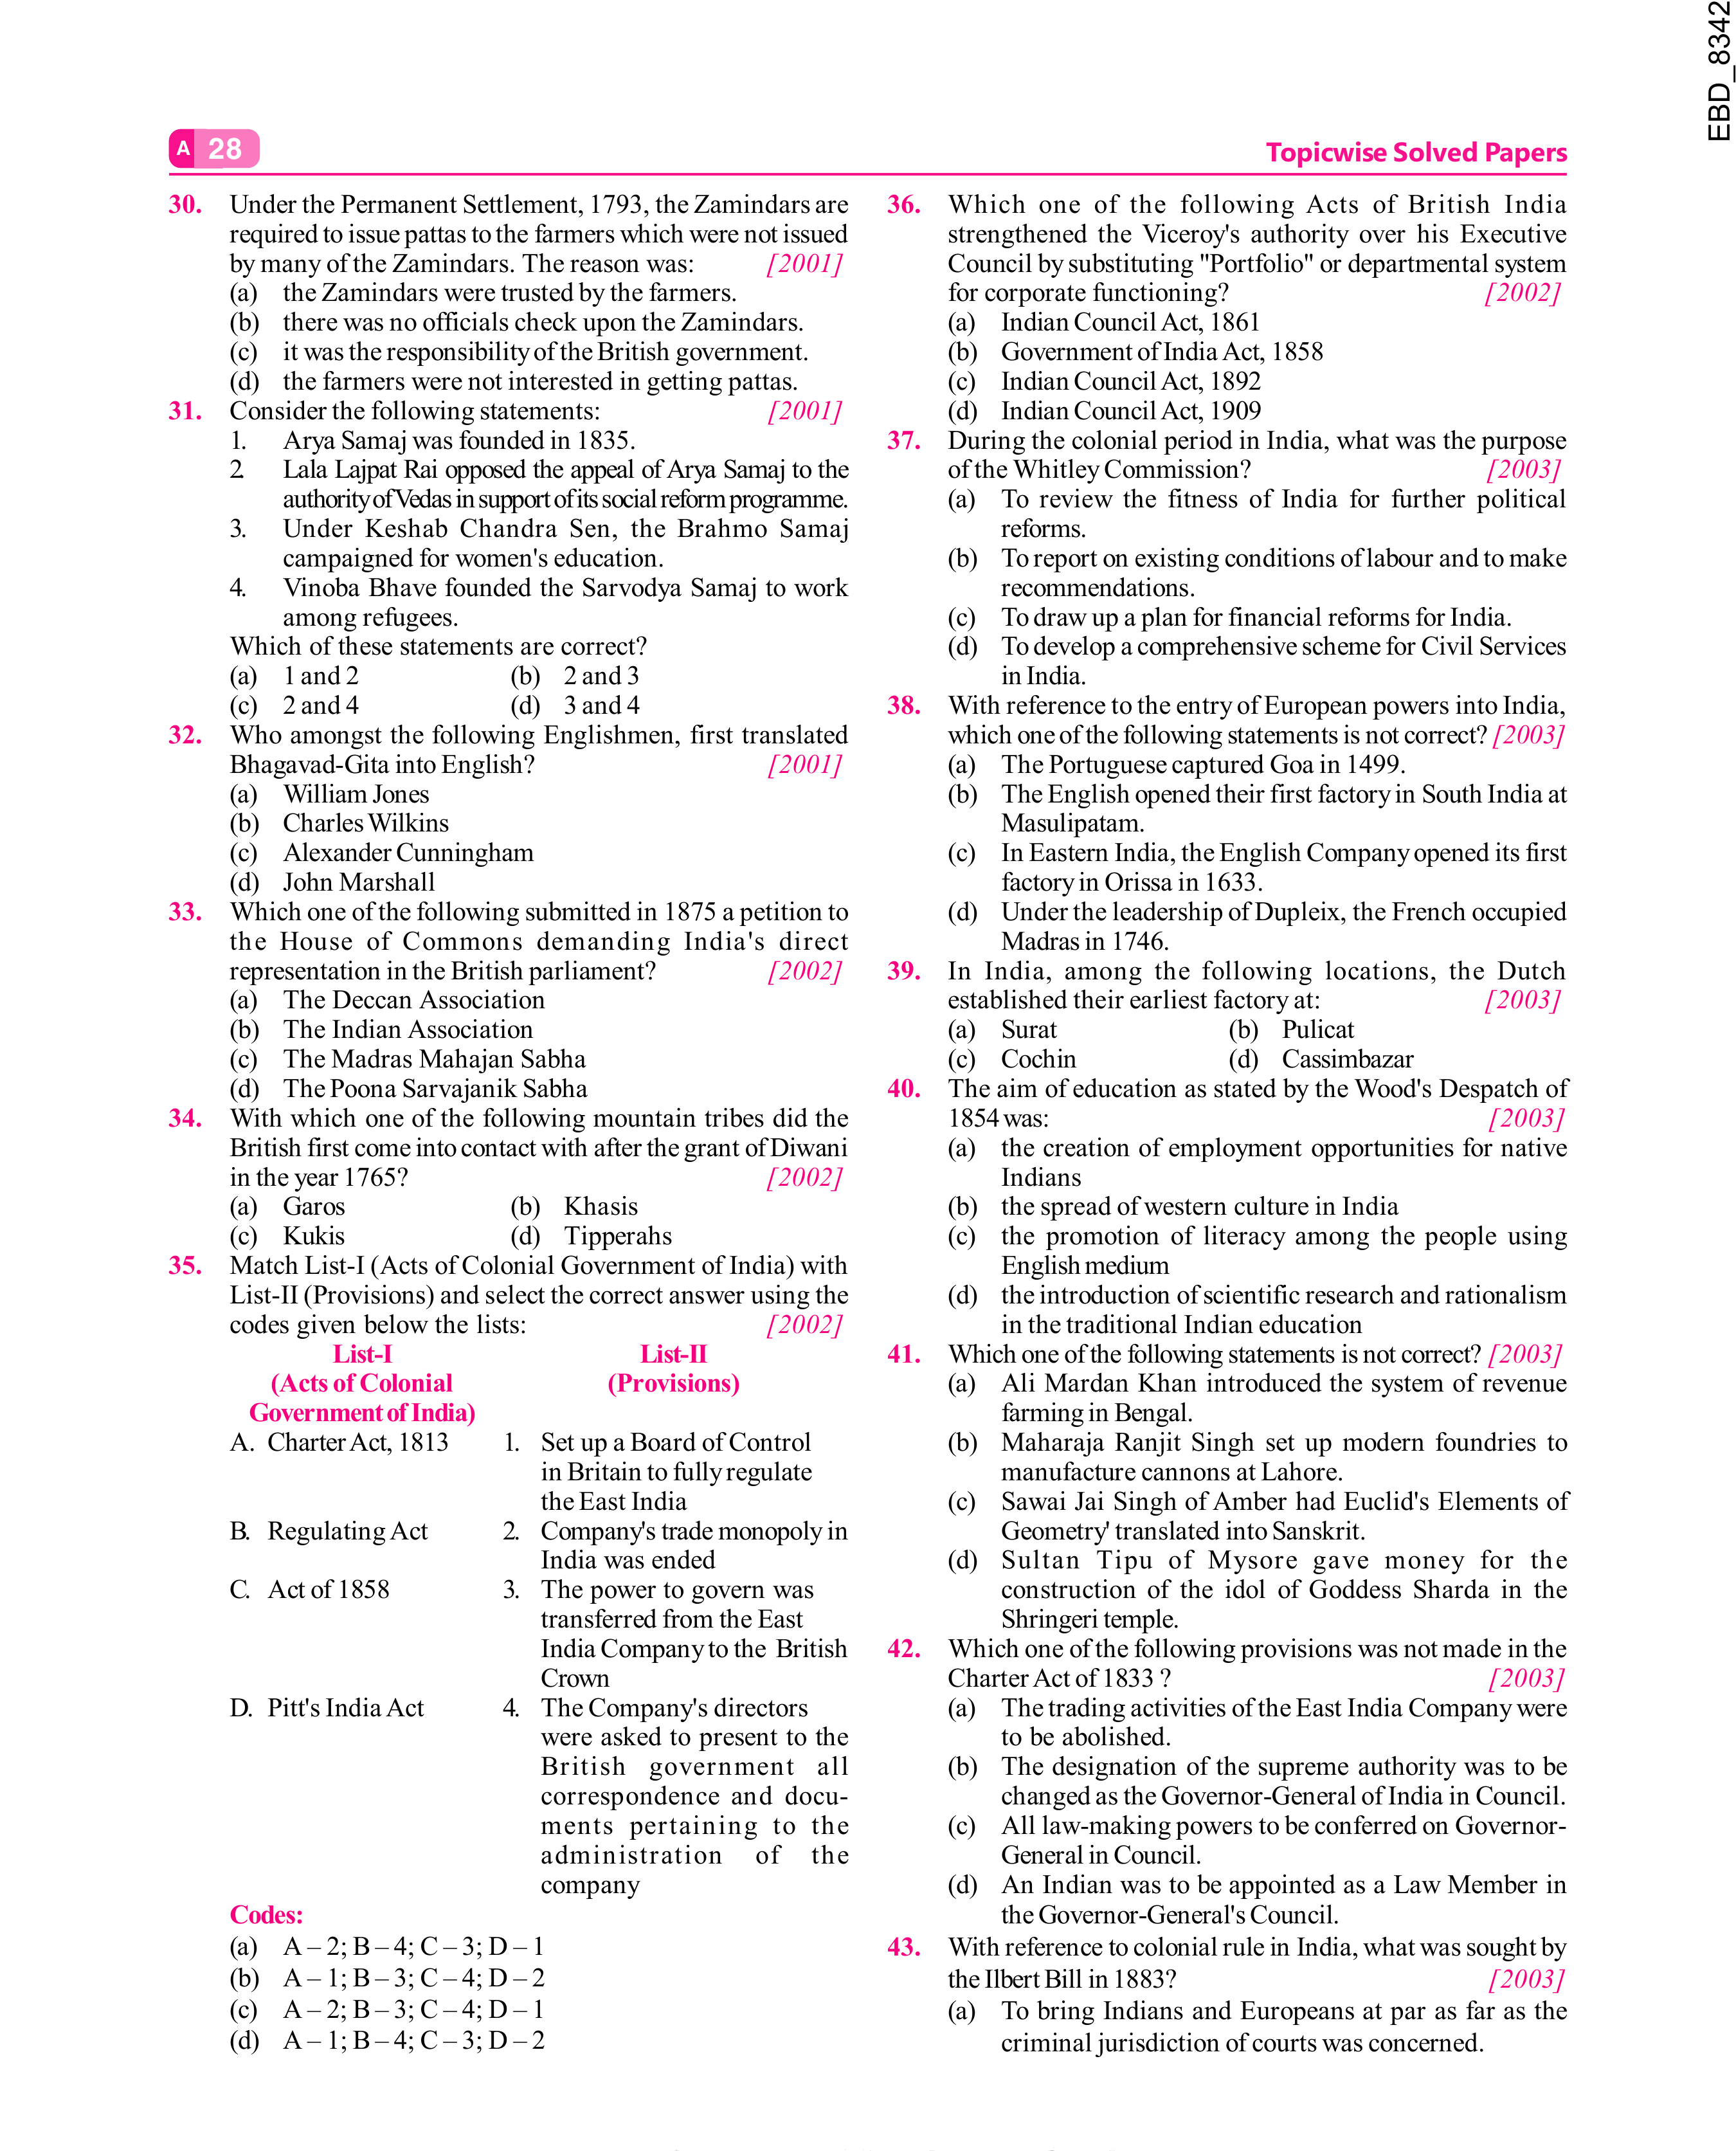 EBD_8342
A 28
Topicwise Solved Papers
30. Under the Permanent Settlement, 1793, the Zamindars are
required to issue pattas to the farmers which were not issued
by many of the Zamindars. The reason was: [2001]
(a) the Zamindars were trusted by the farmers.
(b) there was no officials check upon the Zamindars.
(c) it was the responsibility of the British government.
(d) the farmers were not interested in getting pattas.
31. Consider the following statements: [2001]
1. Arya Samaj was founded in 1835.
2. Lala Lajpat Rai opposed the appeal of Arya Samaj to the
authority of Vedas in support of its social reform programme.
3. Under Keshab Chandra Sen, the Brahmo Samaj
campaigned for women's education.
4. Vinoba Bhave founded the Sarvodya Samaj to work
among refugees.
Which of these statements are correct?
(a) 1 and 2 (b) 2 and 3
(c) 2 and 4 (d) 3 and 4
32. Who amongst the following Englishmen, first translated
Bhagavad-Gita into English? [2001]
(a) William Jones
(b) Charles Wilkins
(c) Alexander Cunningham
(d) John Marshall
33. Which one of the following submitted in 1875 a petition to
the House of Commons demanding India's direct
representation in the British parliament? [2002]
(a) The Deccan Association
(b) The Indian Association
(c) The Madras Mahajan Sabha
(d) The Poona Sarvajanik Sabha
34. With which one of the following mountain tribes did the
British first come into contact with after the grant of Diwani
in the year 1765? [2002]
(a) Garos (b) Khasis
(c) Kukis (d) Tipperahs
35. Match List-I (Acts of Colonial Government of India) with
List-II (Provisions) and select the correct answer using the
codes given below the lists: [2002]
List-I List-II
(Acts of Colonial (Provisions)
Government of India)
A. Charter Act, 1813 1. Set up a Board of Control
in Britain to fully regulate
the East India
B. Regulating Act 2. Company's trade monopoly in
India was ended
C. Act of 1858 3. The power to govern was
transferred from the East
India Company to the British
Crown
D. Pitt's India Act 4. The Company's directors
were asked to present to the
British government all
correspondence and docu-
ments pertaining to the
administration of the
company
Codes:
(a) A – 2; B – 4; C – 3; D – 1
(b) A – 1; B – 3; C – 4; D – 2
(c) A – 2; B – 3; C – 4; D – 1
(d) A – 1; B – 4; C – 3; D – 2
36. Which one of the following Acts of British India
strengthened the Viceroy's authority over his Executive
Council by substituting "Portfolio" or departmental system
for corporate functioning? [2002]
(a) Indian Council Act, 1861
(b) Government of India Act, 1858
(c) Indian Council Act, 1892
(d) Indian Council Act, 1909
37. During the colonial period in India, what was the purpose
of the Whitley Commission? [2003]
(a) To review the fitness of India for further political
reforms.
(b) To report on existing conditions of labour and to make
recommendations.
(c) To draw up a plan for financial reforms for India.
(d) To develop a comprehensive scheme for Civil Services
in India.
38. With reference to the entry of European powers into India,
which one of the following statements is not correct? [2003]
(a) The Portuguese captured Goa in 1499.
(b) The English opened their first factory in South India at
Masulipatam.
(c) In Eastern India, the English Company opened its first
factory in Orissa in 1633.
(d) Under the leadership of Dupleix, the French occupied
Madras in 1746.
39. In India, among the following locations, the Dutch
established their earliest factory at: [2003]
(a) Surat (b) Pulicat
(c) Cochin (d) Cassimbazar
40. The aim of education as stated by the Wood's Despatch of
1854 was: [2003]
(a) the creation of employment opportunities for native
Indians
(b) the spread of western culture in India
(c) the promotion of literacy among the people using
English medium
(d) the introduction of scientific research and rationalism
in the traditional Indian education
41. Which one of the following statements is not correct? [2003]
(a) Ali Mardan Khan introduced the system of revenue
farming in Bengal.
(b) Maharaja Ranjit Singh set up modern foundries to
manufacture cannons at Lahore.
(c) Sawai Jai Singh of Amber had Euclid's Elements of
Geometry' translated into Sanskrit.
(d) Sultan Tipu of Mysore gave money for the
construction of the idol of Goddess Sharda in the
Shringeri temple.
42. Which one of the following provisions was not made in the
Charter Act of 1833 ? [2003]
(a) The trading activities of the East India Company were
to be abolished.
(b) The designation of the supreme authority was to be
changed as the Governor-General of India in Council.
(c) All law-making powers to be conferred on Governor-
General in Council.
(d) An Indian was to be appointed as a Law Member in
the Governor-General's Council.
43. With reference to colonial rule in India, what was sought by
the Ilbert Bill in 1883? [2003]
(a) To bring Indians and Europeans at par as far as the
criminal jurisdiction of courts was concerned.